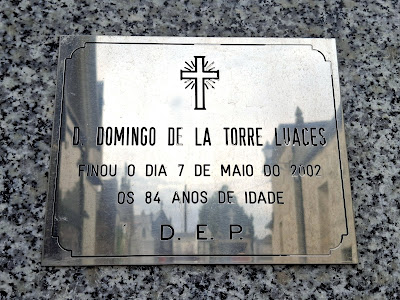 D. DOMINGO DE LA TORRE LUACES
FINOU O DIA 7 DE MAIO DO 2002
OS 84 ANOS DE IDADE
D. E. P.